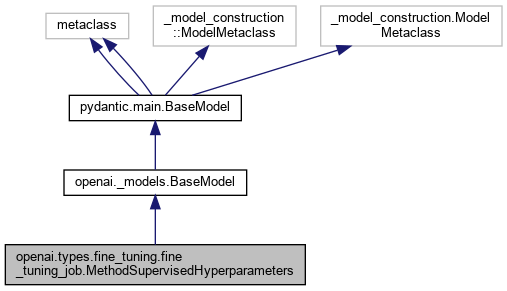 metaclass
_model_construction
::ModelMetaclass
_model_construction.Model
Metaclass
pydantic.main.BaseModel
openai._models.BaseModel
openai.types.fine_tuning.fine
_tuning_job.MethodSupervisedHyperparameters